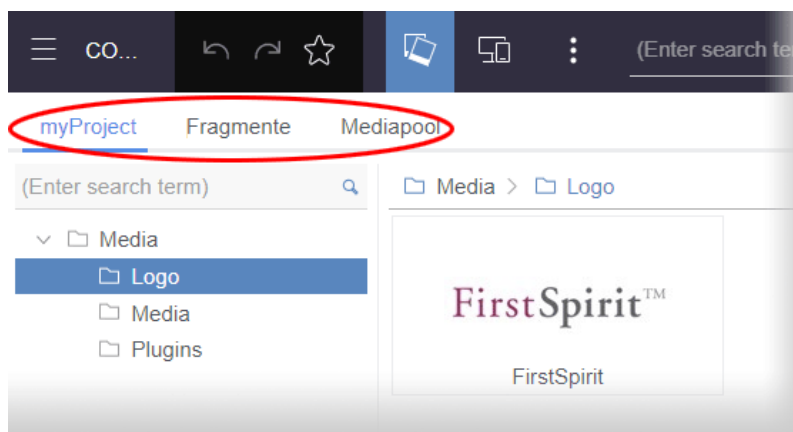 CO... (Enter search te
myProject Fragmente Mediapool
(Enter search term) Media > Logo
Media
Logo
Media
Plugins
FirstSpirit™
FirstSpirit